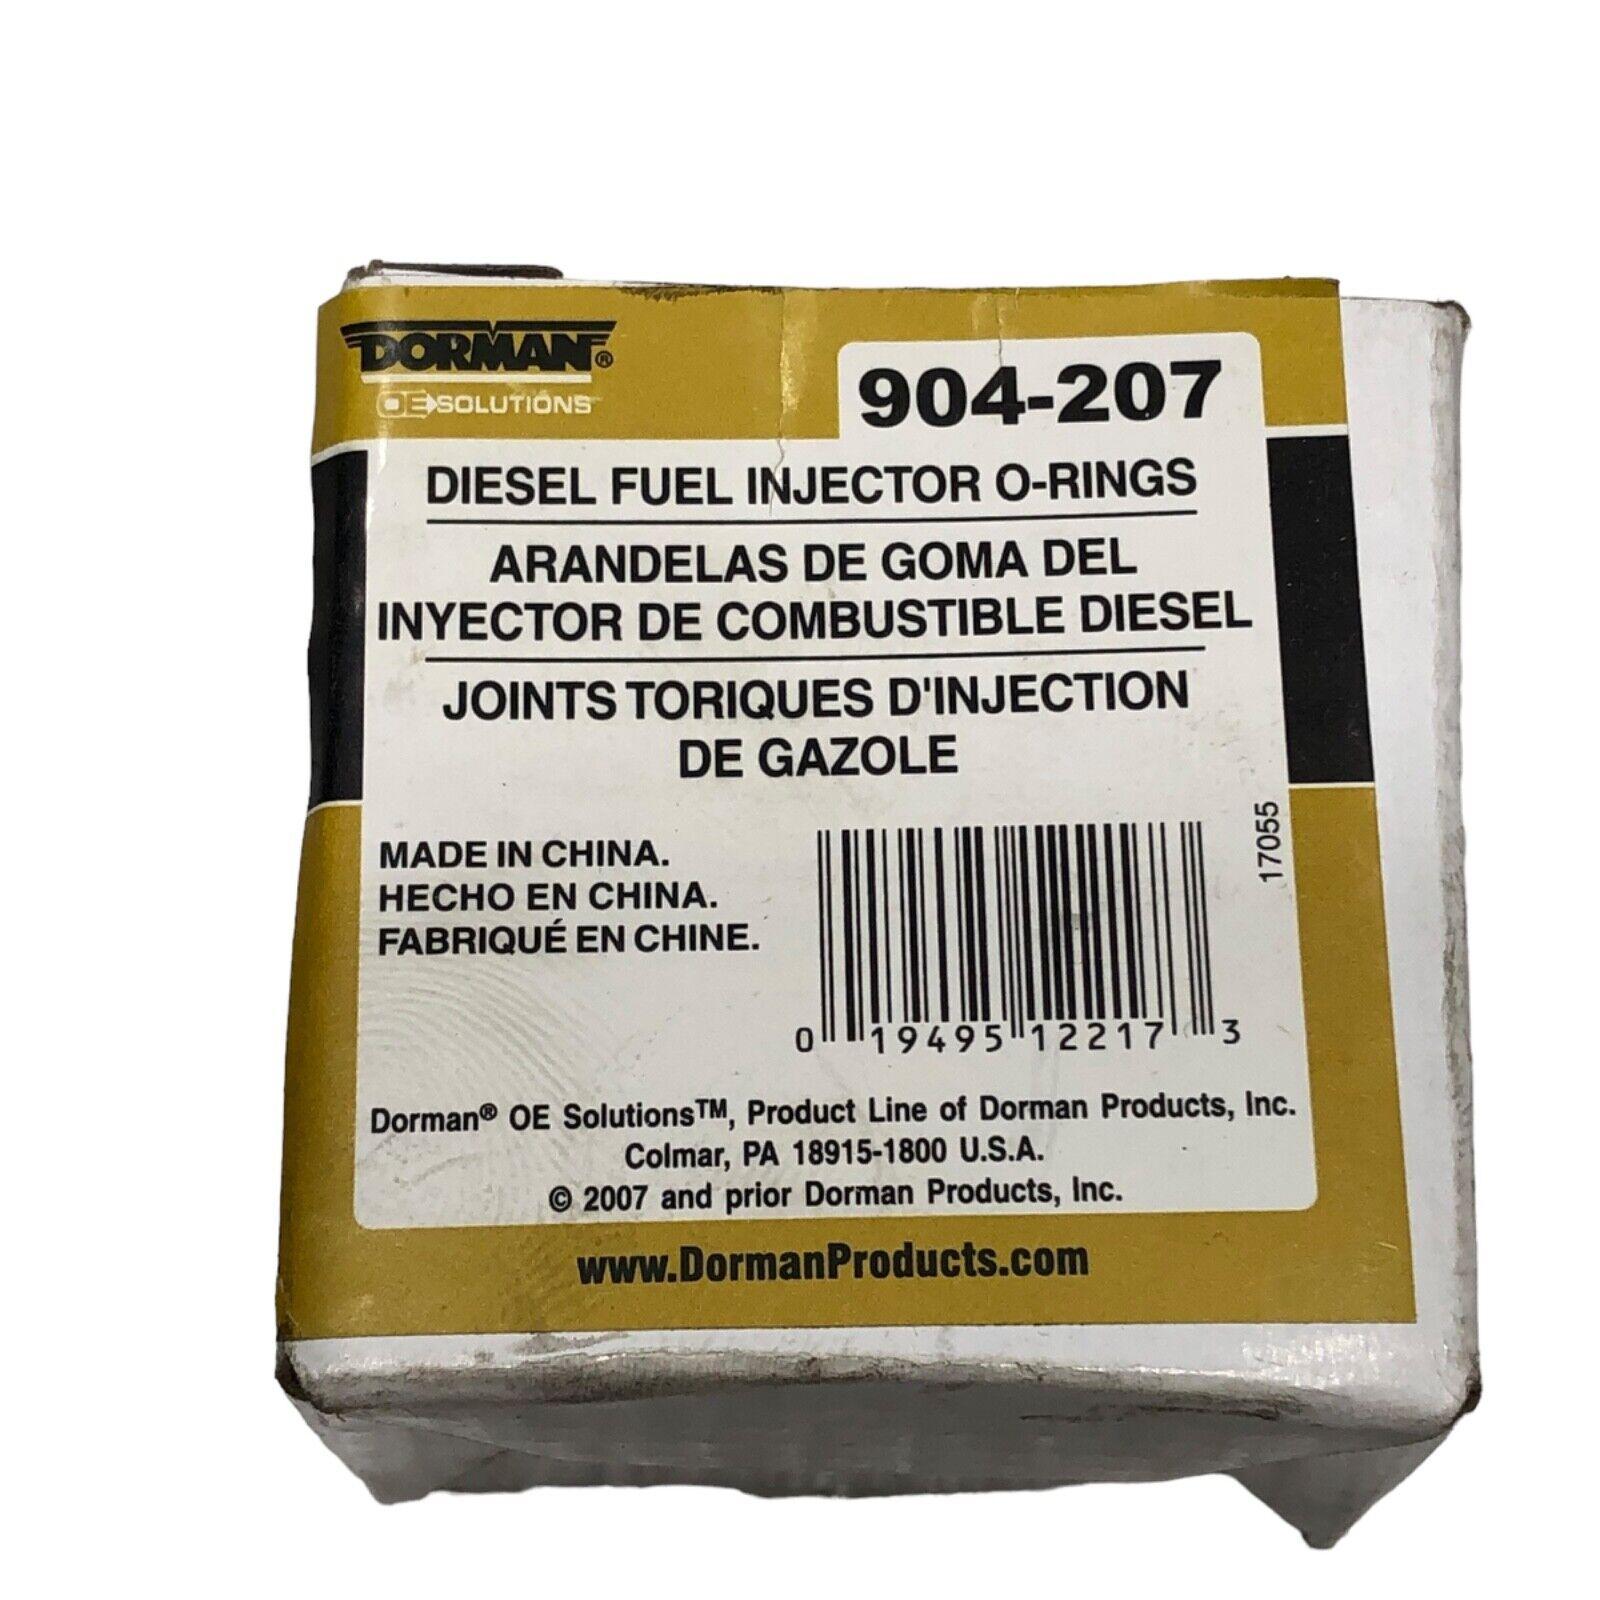 DORMAN®
OE SOLUTIONS
904-207
DIESEL FUEL INJECTOR O-RINGS
ARANDELAS DE GOMA DEL
INYECTOR DE COMBUSTIBLE DIESEL
JOINTS TORIQUES D'INJECTION
DE GAZOLE
MADE IN CHINA.
HECHO EN CHINA.
FABRIQUÉ EN CHINE.
17055
0 19495 12217 3
Dorman® OE Solutions™, Product Line of Dorman Products, Inc.
Colmar, PA 18915-1800 U.S.A.
© 2007 and prior Dorman Products, Inc.
www.DormanProducts.com